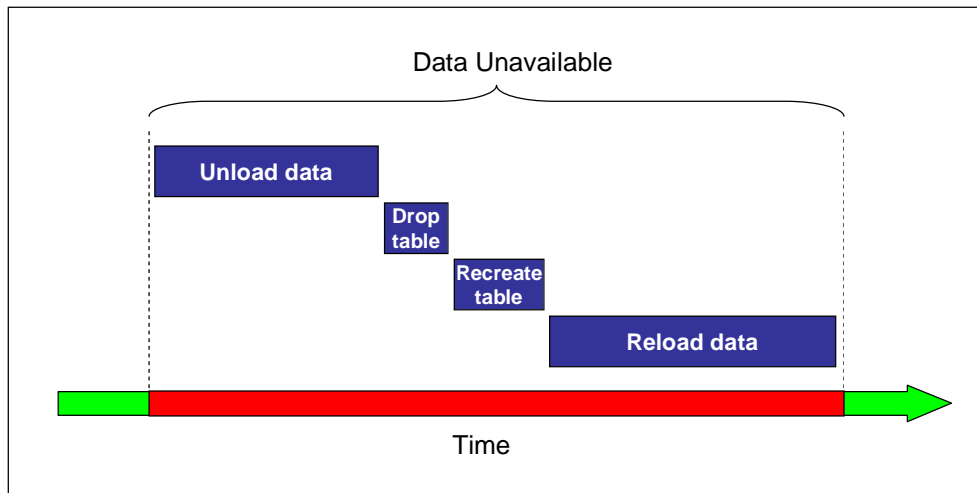 Data Unavailable
Unload data
Drop
table
Recreate
table
Reload data
Time